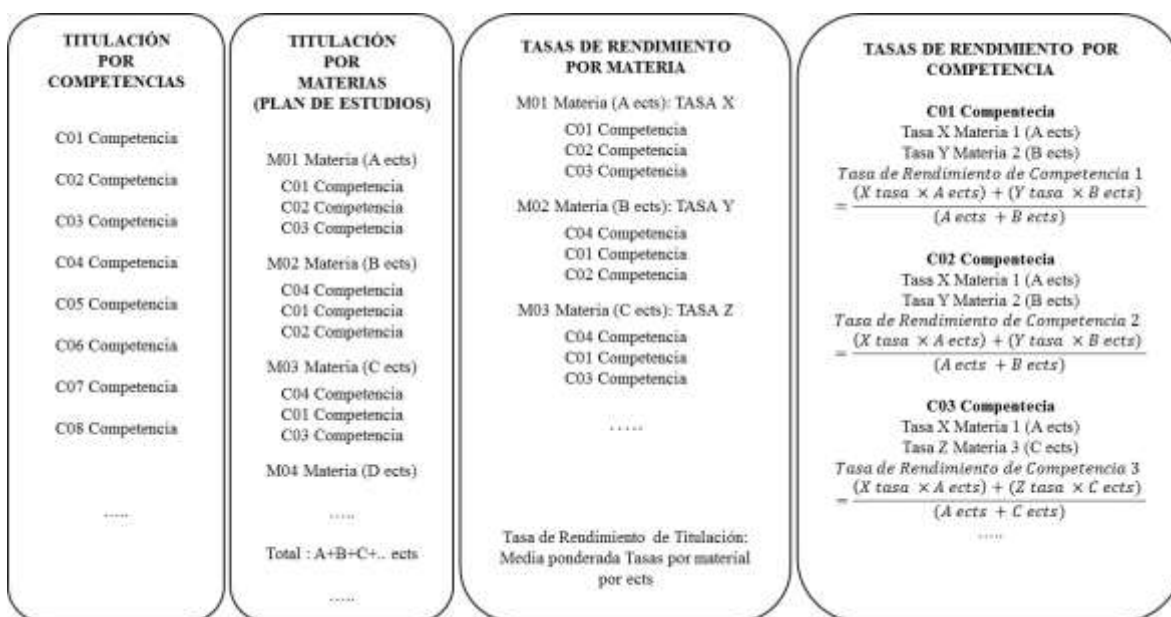 TITULACIÓN
POR
COMPETENCIAS
C01 Competencia
C02 Competencia
C03 Competencia
C04 Competencia
C05 Competencia
C06 Competencia
C07 Competencia
C08 Competencia
.....
TITULACIÓN
POR
MATERIAS
(PLAN DE ESTUDIOS)
M01 Materia (A ects)
C01 Competencia
C02 Competencia
C03 Competencia
M02 Materia (B ects)
C04 Competencia
C01 Competencia
C02 Competencia
M03 Materia (C ects)
C04 Competencia
C01 Competencia
C03 Competencia
M04 Materia (D ects)
.....
Total : A+B+C+.. ects
.....
TASAS DE RENDIMIENTO
POR MATERIA
M01 Materia (A ects): TASA X
C01 Competencia
C02 Competencia
C03 Competencia
M02 Materia (B ects): TASA Y
C04 Competencia
C01 Competencia
C02 Competencia
M03 Materia (C ects): TASA Z
C04 Competencia
C01 Competencia
C03 Competencia
.....
Tasa de Rendimiento de Titulación:
Media ponderada Tasas por material
por ects
TASAS DE RENDIMIENTO POR
COMPETENCIA
C01 Compentecia
Tasa X Materia 1 (A ects)
Tasa Y Materia 2 (B ects)
Tasa de Rendimiento de Competencia 1
= (X tasa × A ects) + (Y tasa × B ects)
(A ects + B ects)
C02 Compentecia
Tasa X Materia 1 (A ects)
Tasa Y Materia 2 (B ects)
Tasa de Rendimiento de Competencia 2
= (X tasa × A ects) + (Y tasa × B ects)
(A ects + B ects)
C03 Compentecia
Tasa X Materia 1 (A ects)
Tasa Z Materia 3 (C ects)
Tasa de Rendimiento de Competencia 3
= (X tasa × A ects) + (Z tasa × C ects)
(A ects + C ects)
.....